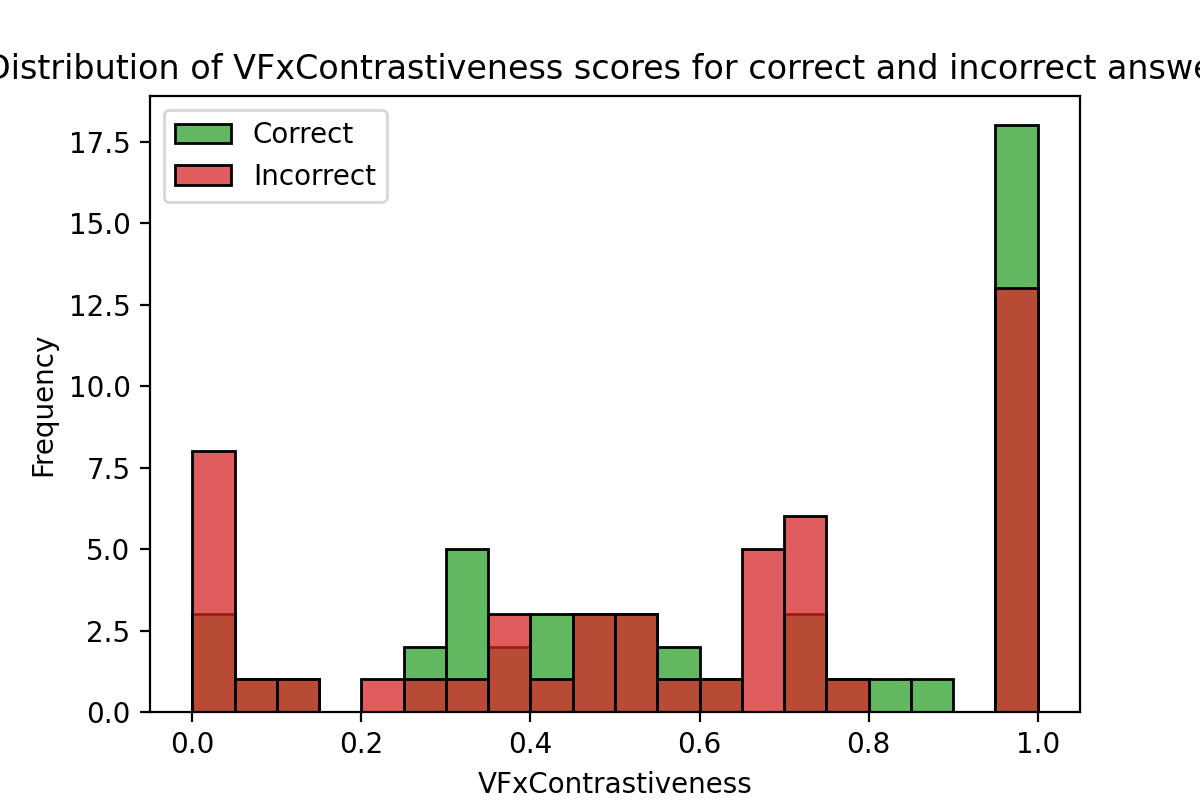 Distribution of VFxContrastiveness scores for correct and incorrect answe
Correct
Incorrect
17.5
15.0
12.5
10.0
7.5
5.0
2.5
0.0
Frequency
0.0 0.2 0.4 0.6 0.8 1.0
VFxContrastiveness